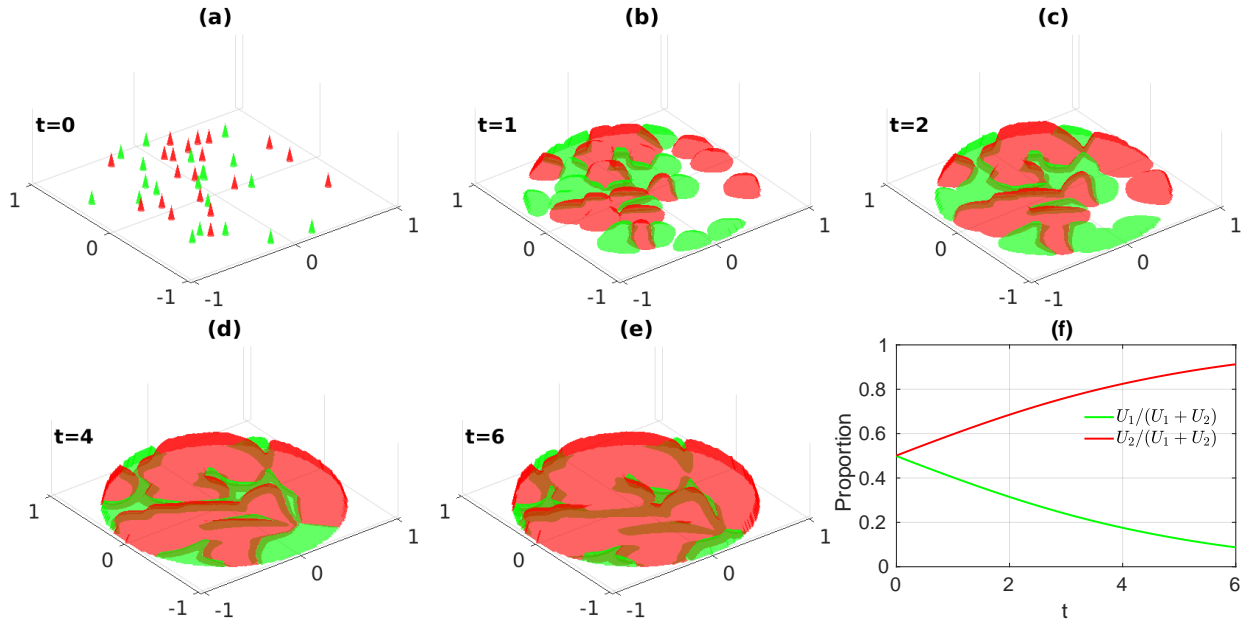 (a)
t=0
1
0
-1
-1
0
1
(b)
t=1
1
0
-1
-1
0
1
(c)
t=2
1
0
-1
-1
0
1
(d)
t=4
1
0
-1
-1
0
1
(e)
t=6
1
0
-1
-1
0
1
(f)
Proportion
1
0.8
0.6
0.4
0.2
0
U₁/(U₁ + U₂)
U₂/(U₁ + U₂)
0 2 4 6
t